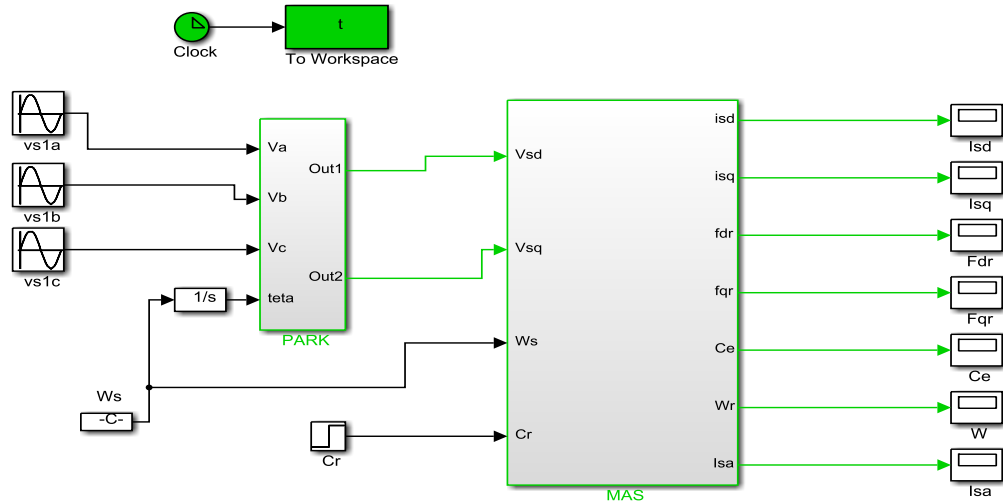 t
Clock
To Workspace
vs1a
vs1b
vs1c
Va
Vb
Vc
teta
Out1
Out2
PARK
1/s
Ws
-C-
Cr
Vsd
Vsq
Ws
Cr
isd
isq
fdr
fqr
Ce
Wr
Isa
MAS
Isd
Isq
Fdr
Fqr
Ce
W
Isa